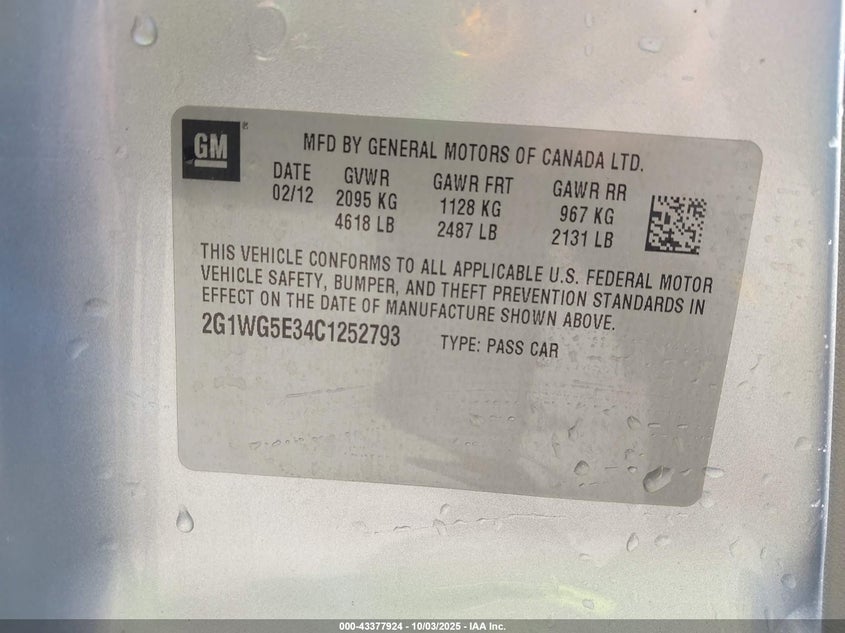 GM ®
MFD BY GENERAL MOTORS OF CANADA LTD.
DATE GVWR GAWR FRT GAWR RR
02/12 2095 KG 1128 KG 967 KG
4618 LB 2487 LB 2131 LB
THIS VEHICLE CONFORMS TO ALL APPLICABLE U.S. FEDERAL MOTOR
VEHICLE SAFETY, BUMPER, AND THEFT PREVENTION STANDARDS IN
EFFECT ON THE DATE OF MANUFACTURE SHOWN ABOVE.
2G1WG5E34C1252793 TYPE: PASS CAR
000-43377924 - 10/03/2025 - IAA Inc.